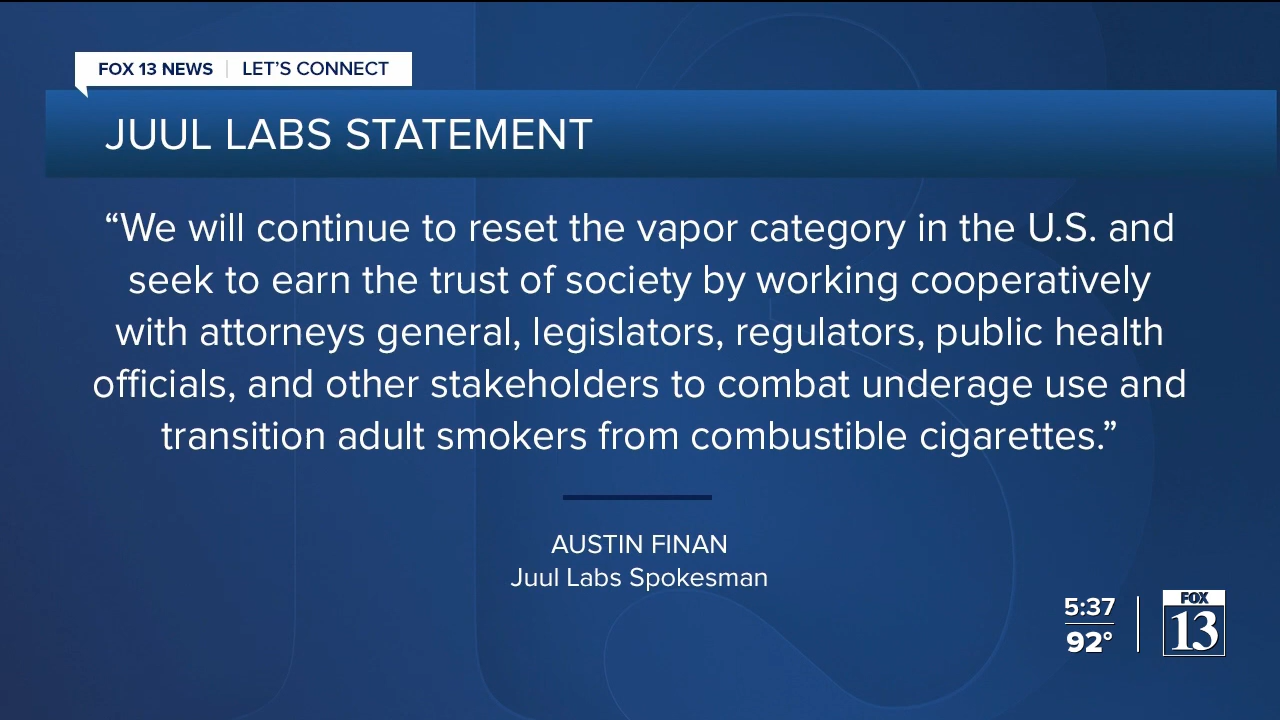 FOX 13 NEWS | LET'S CONNECT
JUUL LABS STATEMENT
“We will continue to reset the vapor category in the U.S. and
seek to earn the trust of society by working cooperatively
with attorneys general, legislators, regulators, public health
officials, and other stakeholders to combat underage use and
transition adult smokers from combustible cigarettes.”
AUSTIN FINAN
Juul Labs Spokesman
5:37
92°
FOX
13